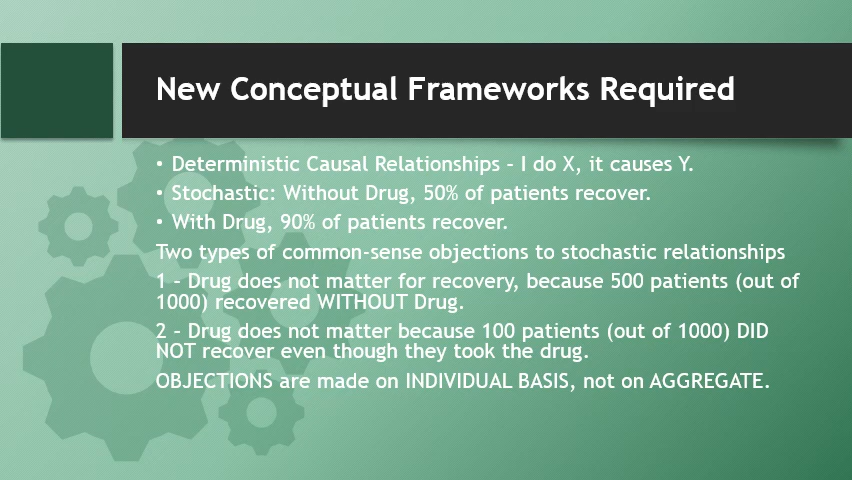 New Conceptual Frameworks Required
• Deterministic Causal Relationships – I do X, it causes Y.
• Stochastic: Without Drug, 50% of patients recover.
• With Drug, 90% of patients recover.
Two types of common-sense objections to stochastic relationships
1 – Drug does not matter for recovery, because 500 patients (out of
1000) recovered WITHOUT Drug.
2 – Drug does not matter because 100 patients (out of 1000) DID
NOT recover even though they took the drug.
OBJECTIONS are made on INDIVIDUAL BASIS, not on AGGREGATE.